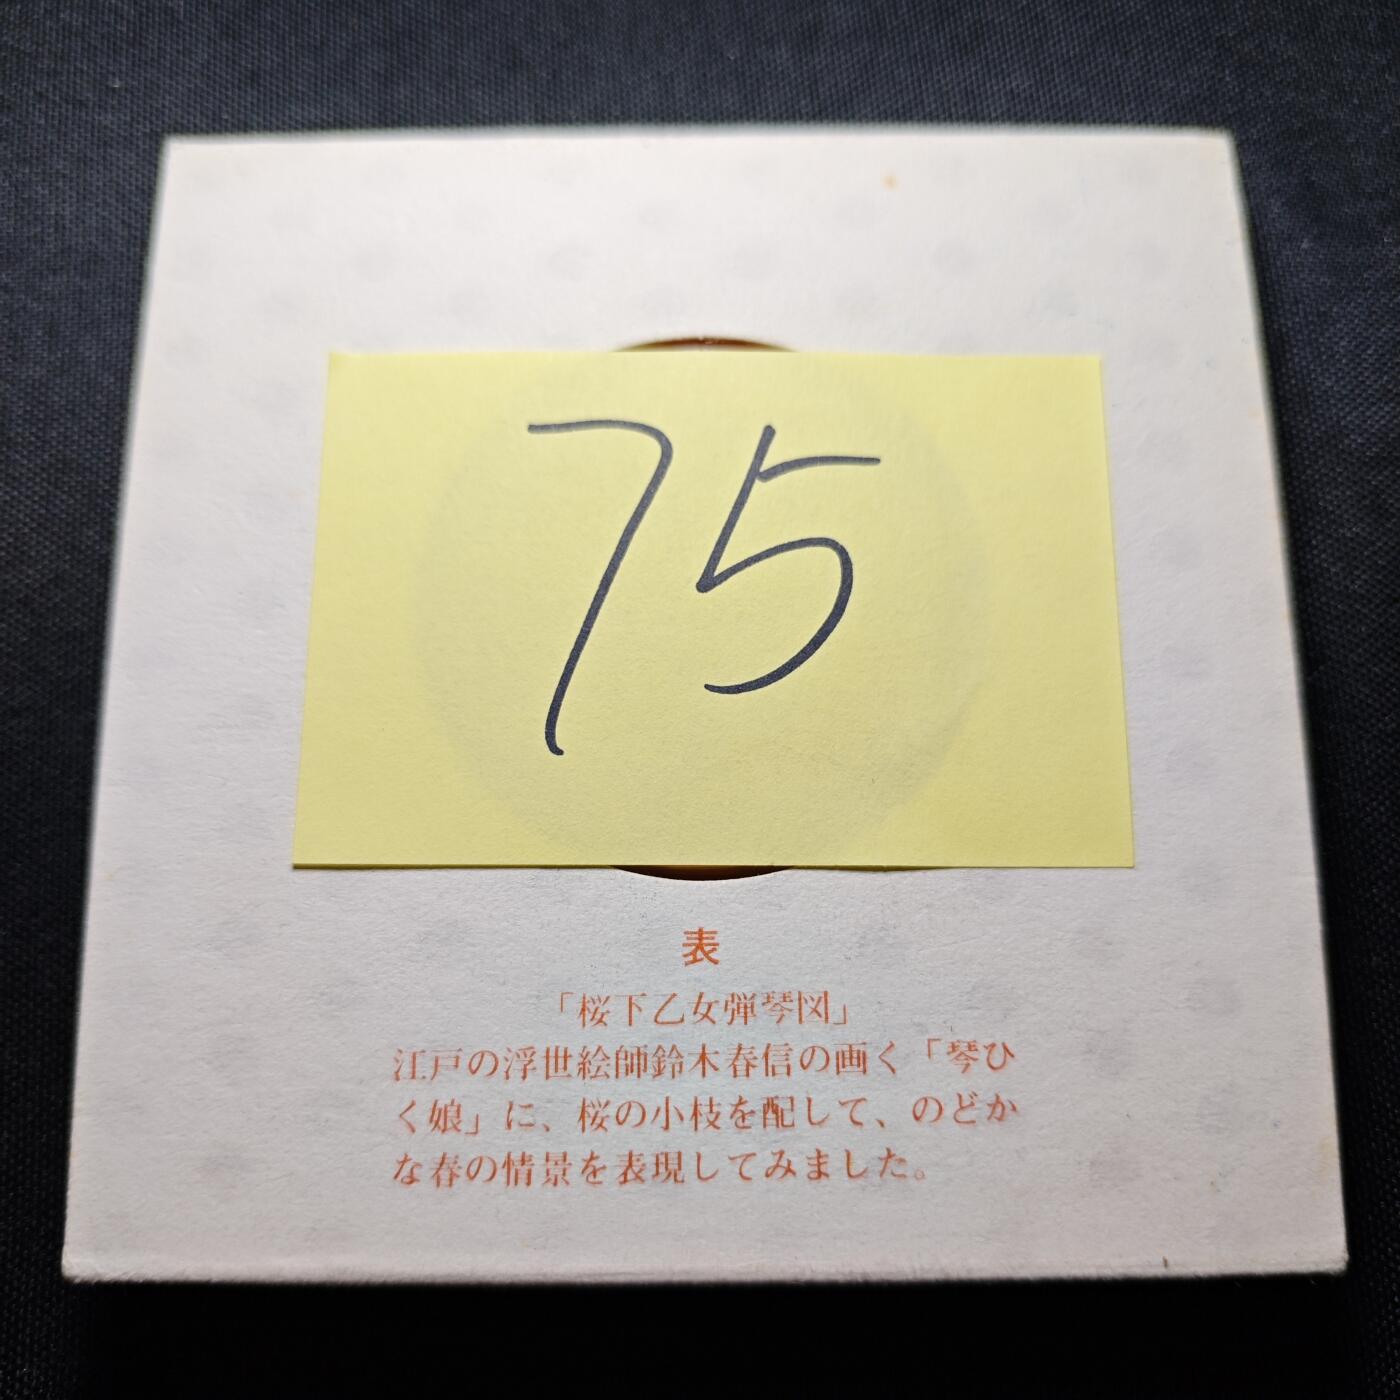 75
表
「桜下乙女弾琴図」
江戸の浮世絵師鈴木春信の画く「琴ひ
く娘」に、桜の小枝を配して、のどか
な春の情景を表現してみました。